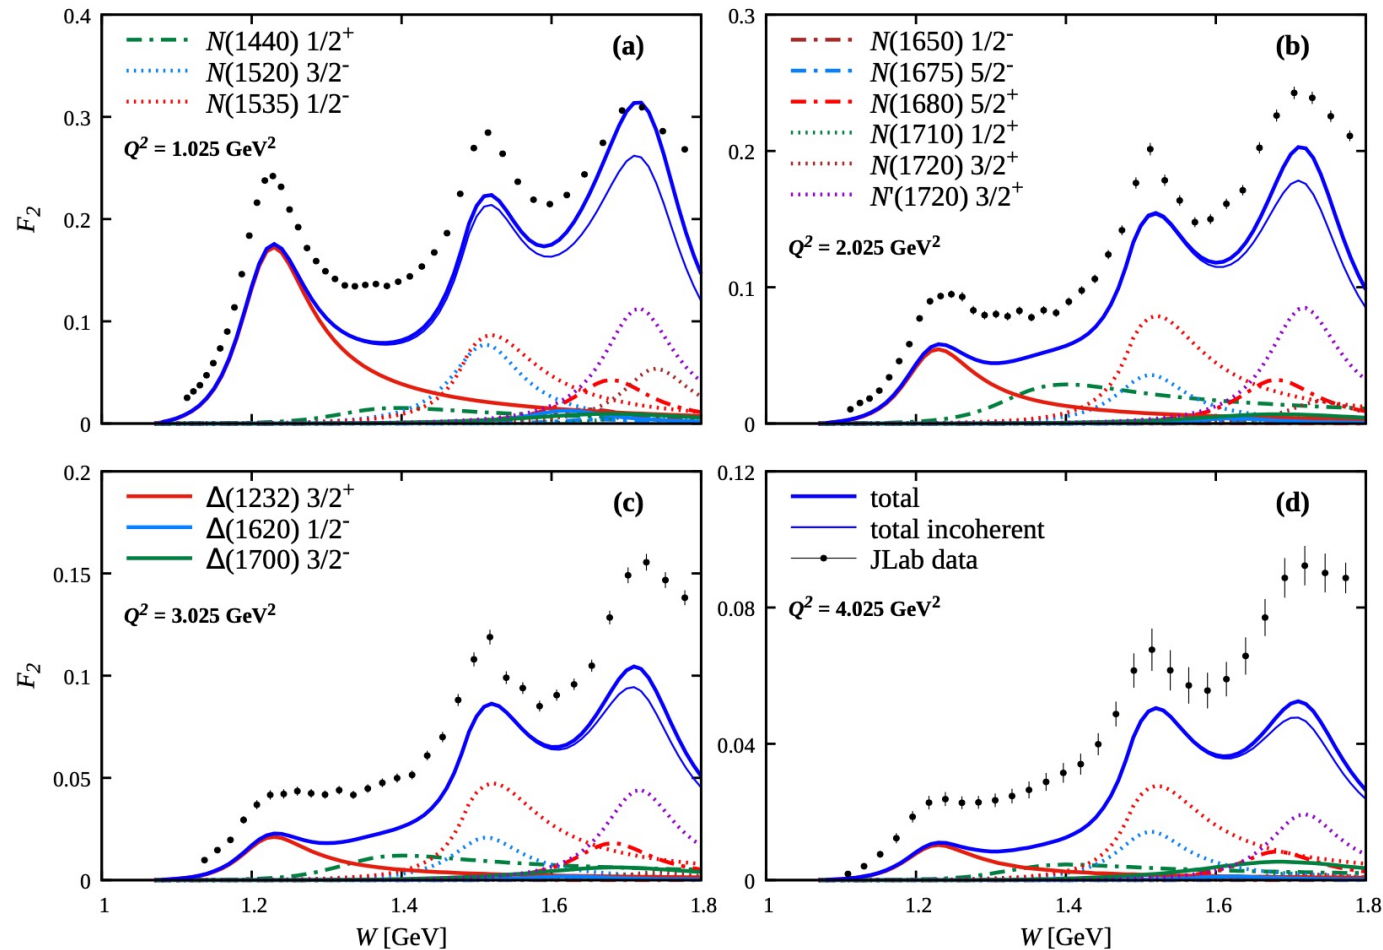 0.4
N(1440) 1/2⁺
(a)
N(1520) 3/2⁻
N(1535) 1/2⁻
0.3
Q² = 1.025 GeV²
F₂
0.2
0.1
0
0.3
N(1650) 1/2⁻
(b)
N(1675) 5/2⁻
N(1680) 5/2⁺
N(1710) 1/2⁺
0.2
N(1720) 3/2⁺
N'(1720) 3/2⁺
Q² = 2.025 GeV²
0.1
0
0.2
Δ(1232) 3/2⁺
(c)
Δ(1620) 1/2⁻
Δ(1700) 3/2⁻
0.15
Q² = 3.025 GeV²
F₂
0.1
0.05
0
1 1.2 1.4 1.6 1.8
W [GeV]
0.12
total
(d)
total incoherent
JLab data
Q² = 4.025 GeV²
0.08
0.04
0
1 1.2 1.4 1.6 1.8
W [GeV]